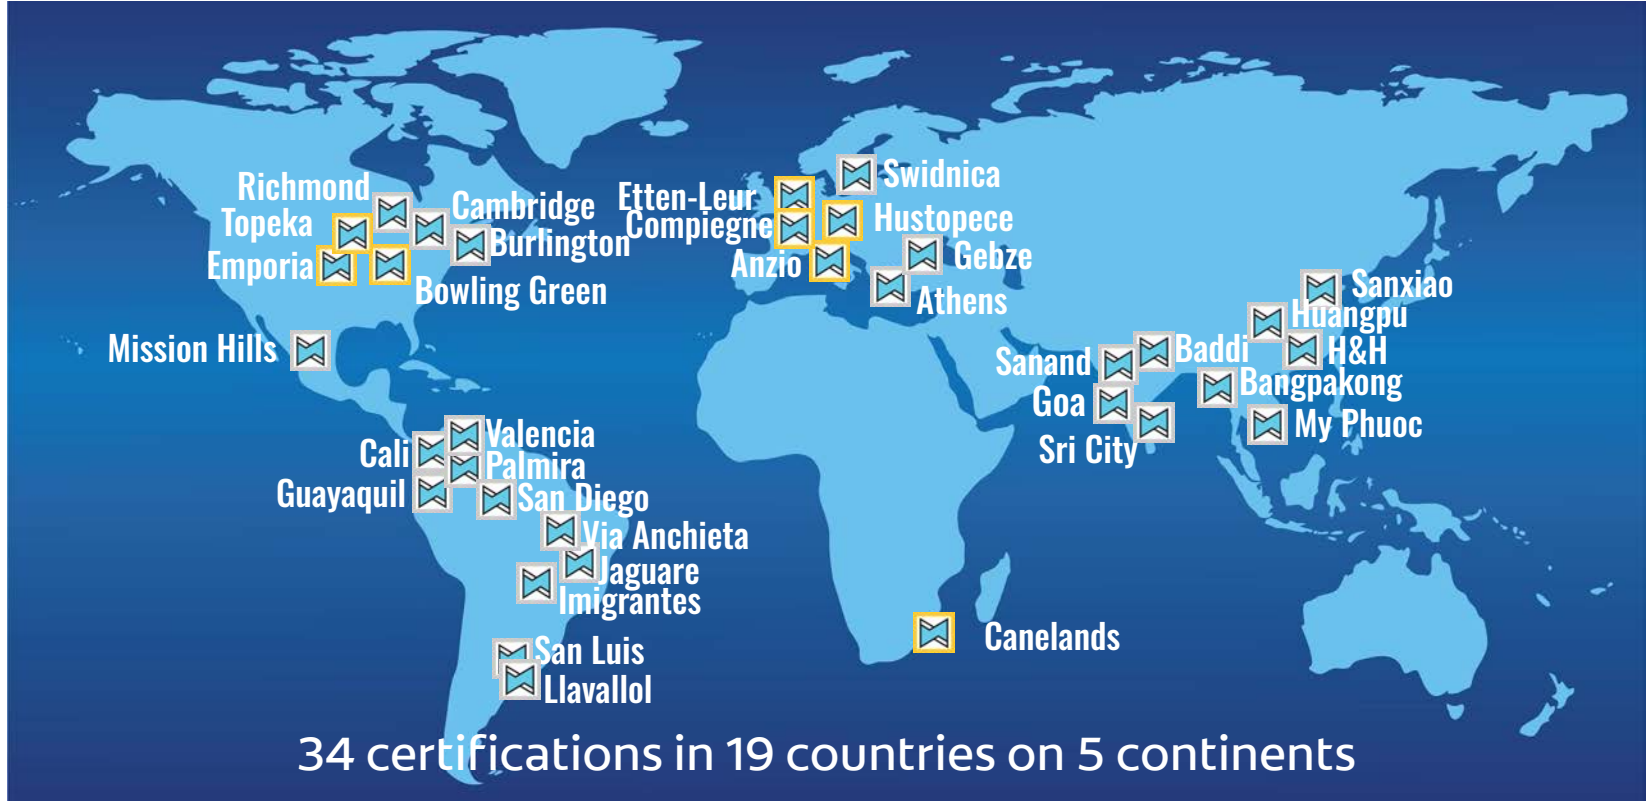 Richmond
Topeka
Emporia
Cambridge
Burlington
Bowling Green
Mission Hills
Cali
Valencia
Palmira
Guayaquil
San Diego
Via Anchieta
Jaguare
Imigrantes
San Luis
Llavallol
Etten-Leur
Compiegne
Anzio
Swidnica
Hustopece
Gebze
Athens
Canelands
Sanand
Baddi
Goa
Sri City
Sanxiao
Huangpu
H&H
Bangpakong
My Phuoc
34 certifications in 19 countries on 5 continents